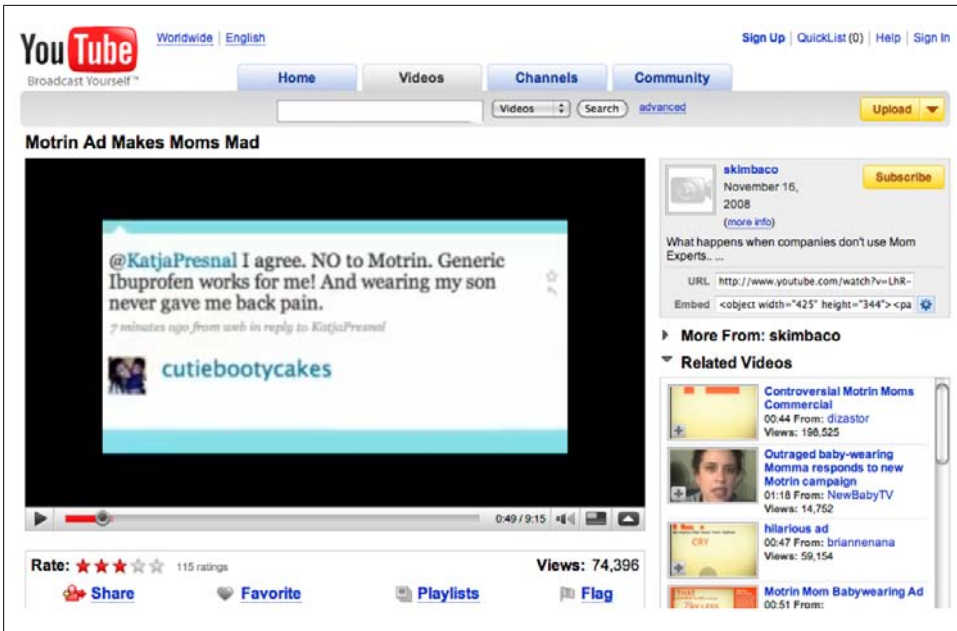 You Tube
Broadcast Yourself ™
Worldwide | English
Sign Up | QuickList (0) | Help | Sign In
Home Videos Channels Community
Videos Search advanced
Upload
Motrin Ad Makes Moms Mad
@KatjaPresnal I agree. NO to Motrin. Generic
Ibuprofen works for me! And wearing my son
never gave me back pain.
7 minutes ago from web in reply to KatjaPresnal
cutiebootycakes
0:49 / 9:15
Rate: 115 ratings
Views: 74,396
Share Favorite Playlists Flag
skimbaco
November 16,
2008
(more info)
Subscribe
What happens when companies don't use Mom
Experts.. ...
URL http://www.youtube.com/watch?v=LhR-
Embed <object width="425" height="344"><pa
More From: skimbaco
Related Videos
Controversial Motrin Moms
Commercial
00:44 From: dizastor
Views: 198,525
Outraged baby-wearing
Momma responds to new
Motrin campaign
01:18 From: NewBabyTV
Views: 14,752
CRY
hilarious ad
00:47 From: briannenana
Views: 59,154
THAT
Motrin Mom Babywearing Ad
00:51 From: